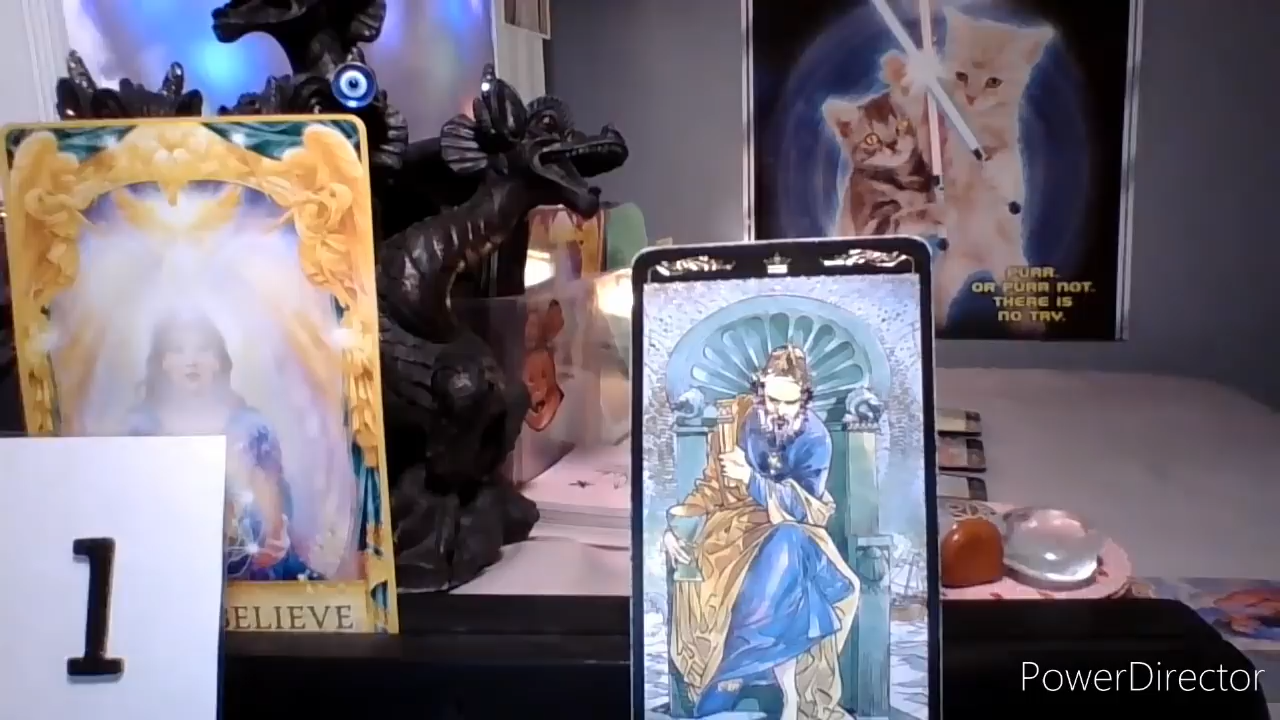 PURR.
OR PURR NOT.
THERE IS
NO TRY.
BELIEVE
1
PowerDirector